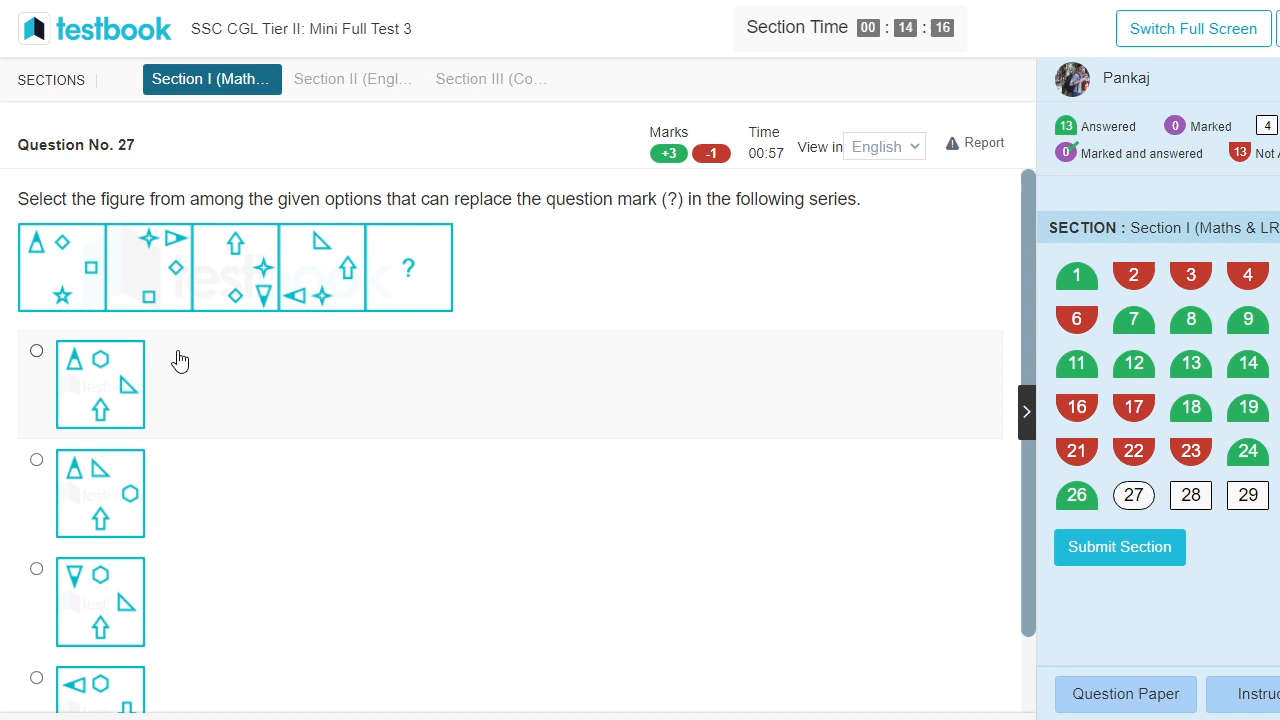 testbook SSC CGL Tier II: Mini Full Test 3 Section Time 00 : 14 : 16 Switch Full Screen
SECTIONS Section I (Math... Section II (Engl... Section III (Co... Pankaj
13 Answered 0 Marked 4
0 Marked and answered 13 Not
Question No. 27 Marks +3 -1 Time 00:57 View in English Report
Select the figure from among the given options that can replace the question mark (?) in the following series.
?
SECTION : Section I (Maths & LR
1 2 3 4
6 7 8 9
11 12 13 14
16 17 18 19
21 22 23 24
26 27 28 29
Submit Section
Question Paper Instruc